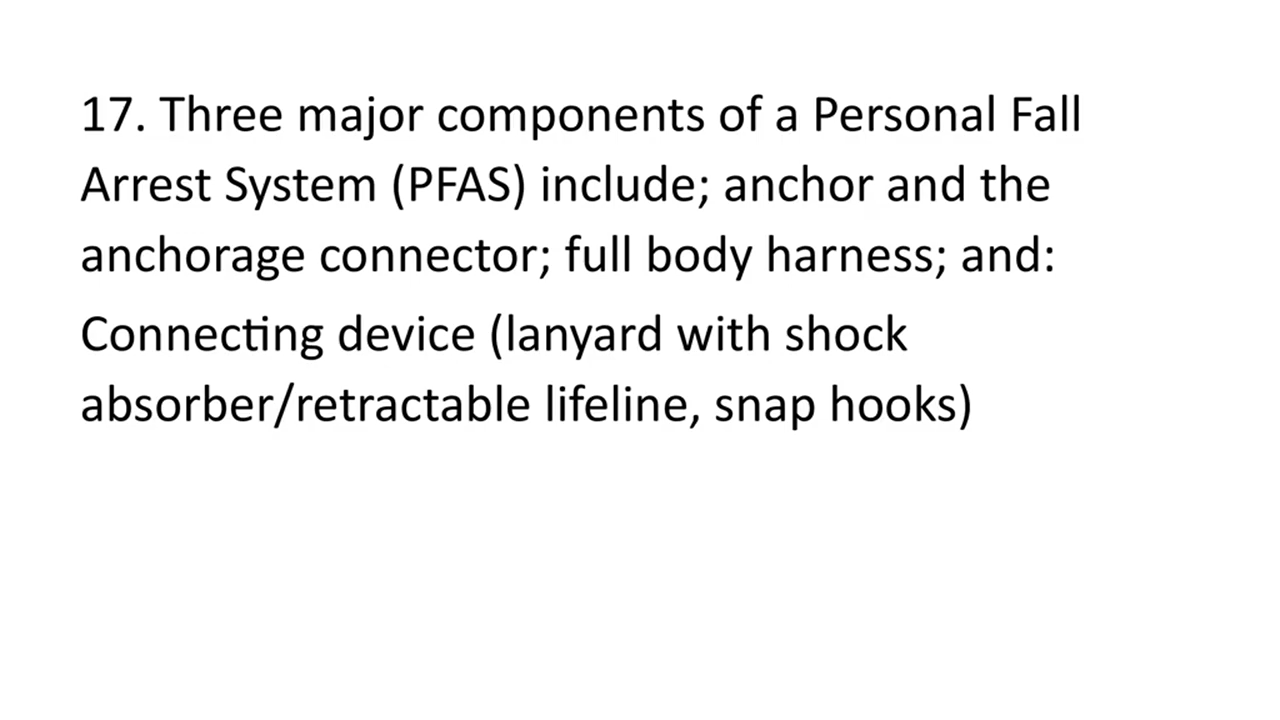 17. Three major components of a Personal Fall
Arrest System (PFAS) include; anchor and the
anchorage connector; full body harness; and:
Connecting device (lanyard with shock
absorber/retractable lifeline, snap hooks)